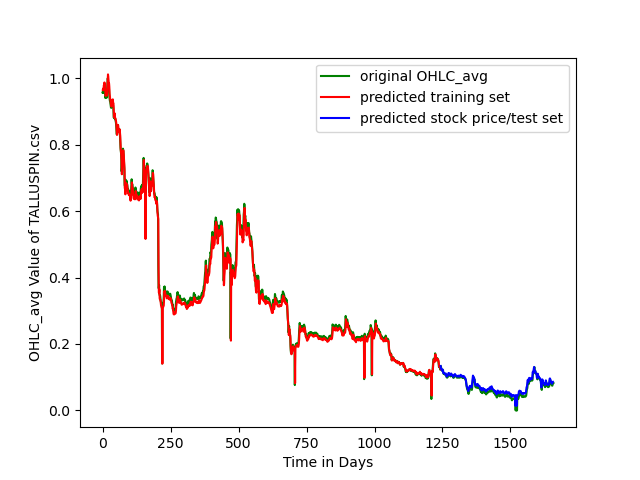 original OHLC_avg
predicted training set
predicted stock price/test set
OHLC_avg Value of TALLUSPIN.csv
1.0
0.8
0.6
0.4
0.2
0.0
0 250 500 750 1000 1250 1500
Time in Days